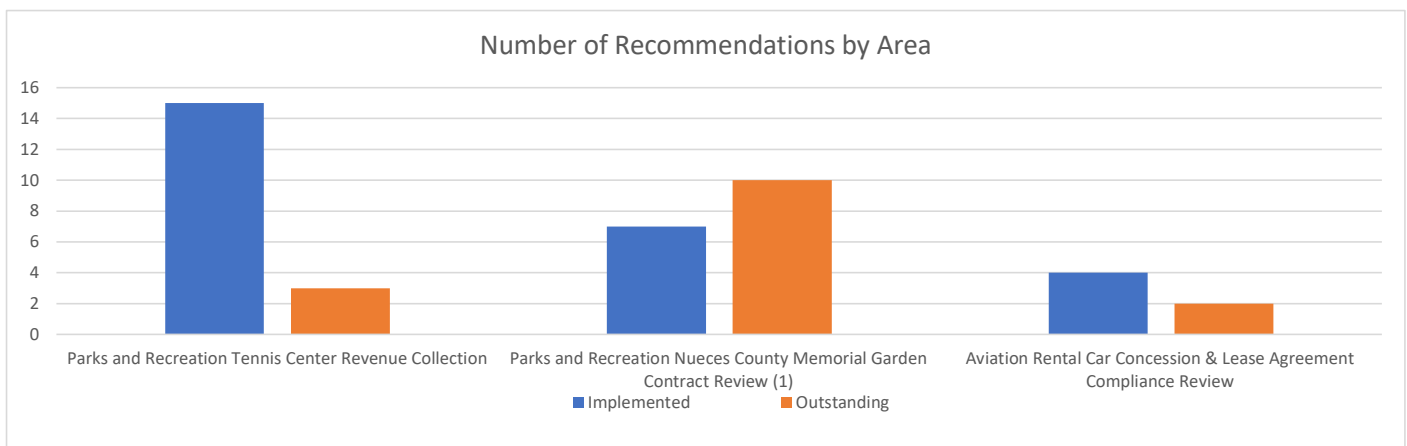 Number of Recommendations by Area
16
14
12
10
8
6
4
2
0
Parks and Recreation Tennis Center Revenue Collection
Parks and Recreation Nueces County Memorial Garden
Contract Review (1)
Aviation Rental Car Concession & Lease Agreement
Compliance Review
Implemented
Outstanding